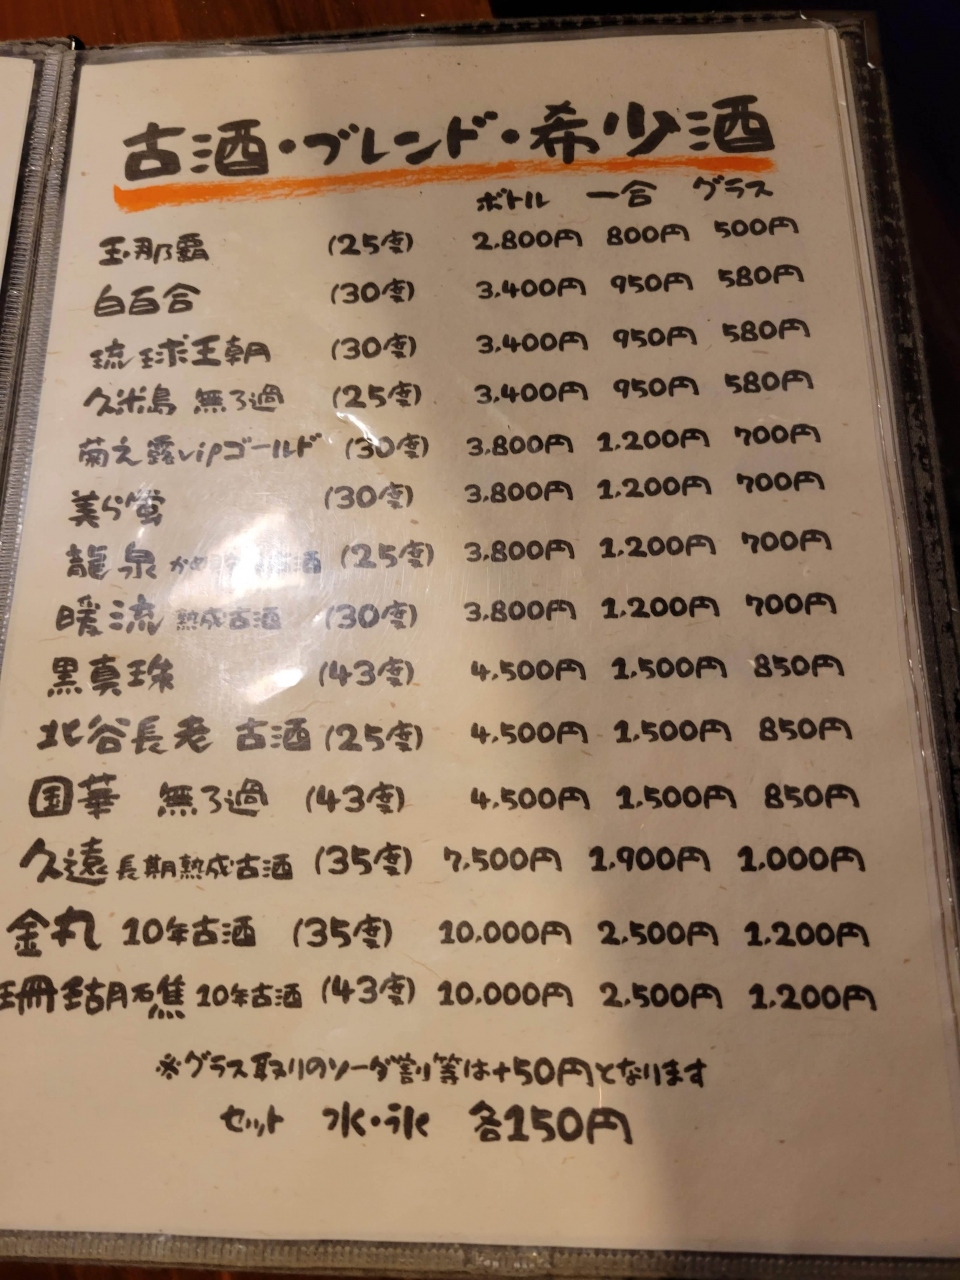 古酒・ブレンド・希少酒
ボトル 一合 グラス
玉那覇 (25度) 2.800円 800円 500円
白百合 (30度) 3.400円 950円 580円
琉球王朝 (30度) 3.400円 950円 580円
久米島 無ろ過 (25度) 3.400円 950円 580円
菊之露vipゴールド (30度) 3.800円 1.200円 700円
美ら蛍 (30度) 3.800円 1.200円 700円
龍泉 かめ貯 酒 (25度) 3.800円 1.200円 700円
暖流 熟成古酒 (30度) 3.800円 1.200円 700円
黒真珠 (43度) 4.500円 1.500円 850円
北谷長老 古酒 (25度) 4.500円 1.500円 850円
国華 無ろ過 (43度) 4.500円 1.500円 850円
久遠 長期熟成古酒 (35度) 7.500円 1.900円 1.000円
金丸 10年古酒 (35度) 10.000円 2.500円 1.200円
珊瑚礁 10年古酒 (43度) 10.000円 2.500円 1.200円
※グラス取りのソーダ割り等は+50円となります
セット 水・氷 各150円